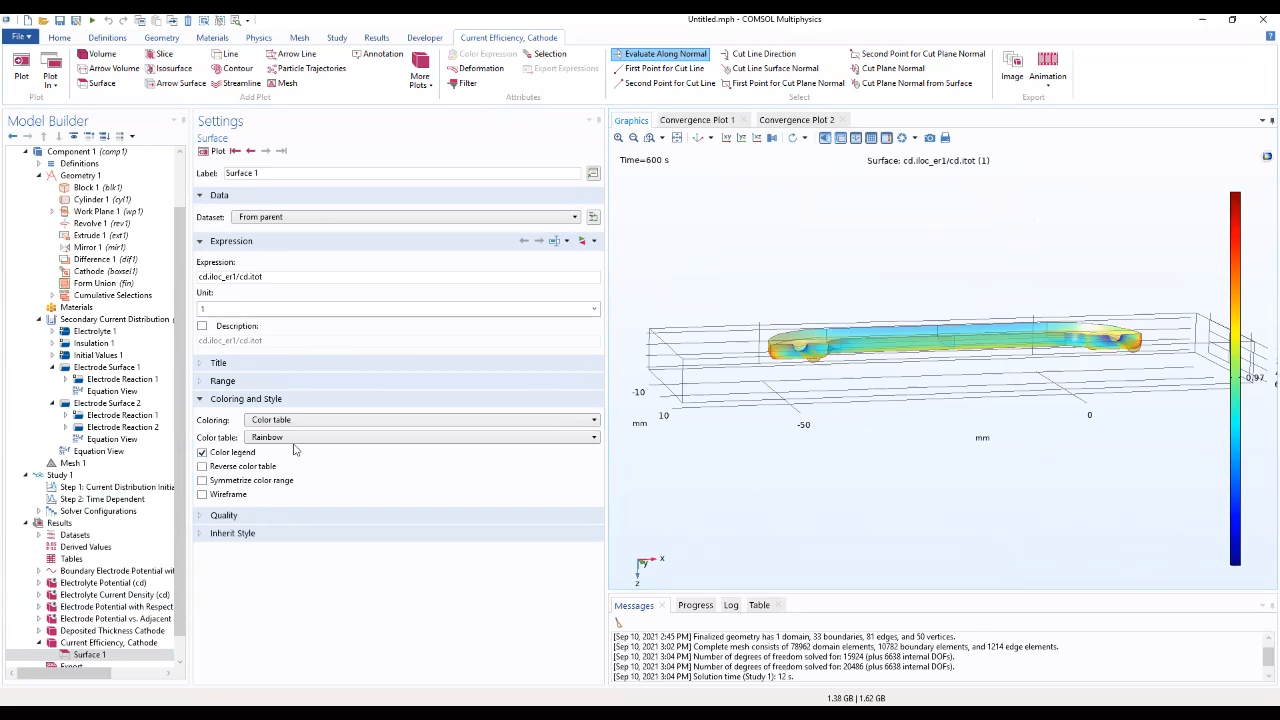 Untitled.mph - COMSOL Multiphysics
File Home Definitions Geometry Materials Physics Mesh Study Results Developer Current Efficiency, Cathode
Plot
Plot In
Volume Slice Line Arrow Line Annotation
Arrow Volume Isosurface Contour Particle Trajectories
Surface Arrow Surface Streamline Mesh
More Plots
Color Expression Selection
Deformation Export Expressions
Filter
Evaluate Along Normal Cut Line Direction Second Point for Cut Plane Normal
First Point for Cut Line Cut Line Surface Normal Cut Plane Normal
Second Point for Cut Line First Point for Cut Plane Normal Cut Plane Normal from Surface
Image Animation
Plot Add Plot Attributes Select Export
Model Builder
Component 1 (comp1)
Definitions
Geometry 1
Block 1 (blk1)
Cylinder 1 (cyl1)
Work Plane 1 (wp1)
Revolve 1 (rev1)
Extrude 1 (ext1)
Mirror 1 (mir1)
Difference 1 (dif1)
Cathode (boxsel1)
Form Union (fin)
Cumulative Selections
Materials
Secondary Current Distribution
Electrolyte 1
Insulation 1
Initial Values 1
Electrode Surface 1
Electrode Reaction 1
Equation View
Electrode Surface 2
Electrode Reaction 1
Electrode Reaction 2
Equation View
Equation View
Mesh 1
Study 1
Step 1: Current Distribution Initia
Step 2: Time Dependent
Solver Configurations
Results
Datasets
Derived Values
Tables
Boundary Electrode Potential wit
Electrolyte Potential (cd)
Electrolyte Current Density (cd)
Electrode Potential with Respect
Electrode Potential vs. Adjacent
Deposited Thickness Cathode
Current Efficiency, Cathode
Surface 1
Export
Settings
Surface
Plot
Label: Surface 1
Data
Dataset: From parent
Expression
Expression:
cd.iloc_er1/cd.itot
Unit:
1
Description:
cd.iloc_er1/cd.itot
Title
Range
Coloring and Style
Coloring: Color table
Color table: Rainbow
Color legend
Reverse color table
Symmetrize color range
Wireframe
Quality
Inherit Style
Graphics Convergence Plot 1 Convergence Plot 2
Time=600 s Surface: cd.iloc_er1/cd.itot (1)
-10
10
mm
-50
0
mm
0.97
x
y
z
Messages Progress Log Table
[Sep 10, 2021 2:45 PM] Finalized geometry has 1 domain, 33 boundaries, 81 edges, and 50 vertices.
[Sep 10, 2021 3:02 PM] Complete mesh consists of 78962 domain elements, 10782 boundary elements, and 1214 edge elements.
[Sep 10, 2021 3:04 PM] Number of degrees of freedom solved for: 15924 (plus 6638 internal DOFs).
[Sep 10, 2021 3:04 PM] Number of degrees of freedom solved for: 20486 (plus 6638 internal DOFs).
[Sep 10, 2021 3:04 PM] Solution time (Study 1): 12 s.
1.38 GB | 1.62 GB